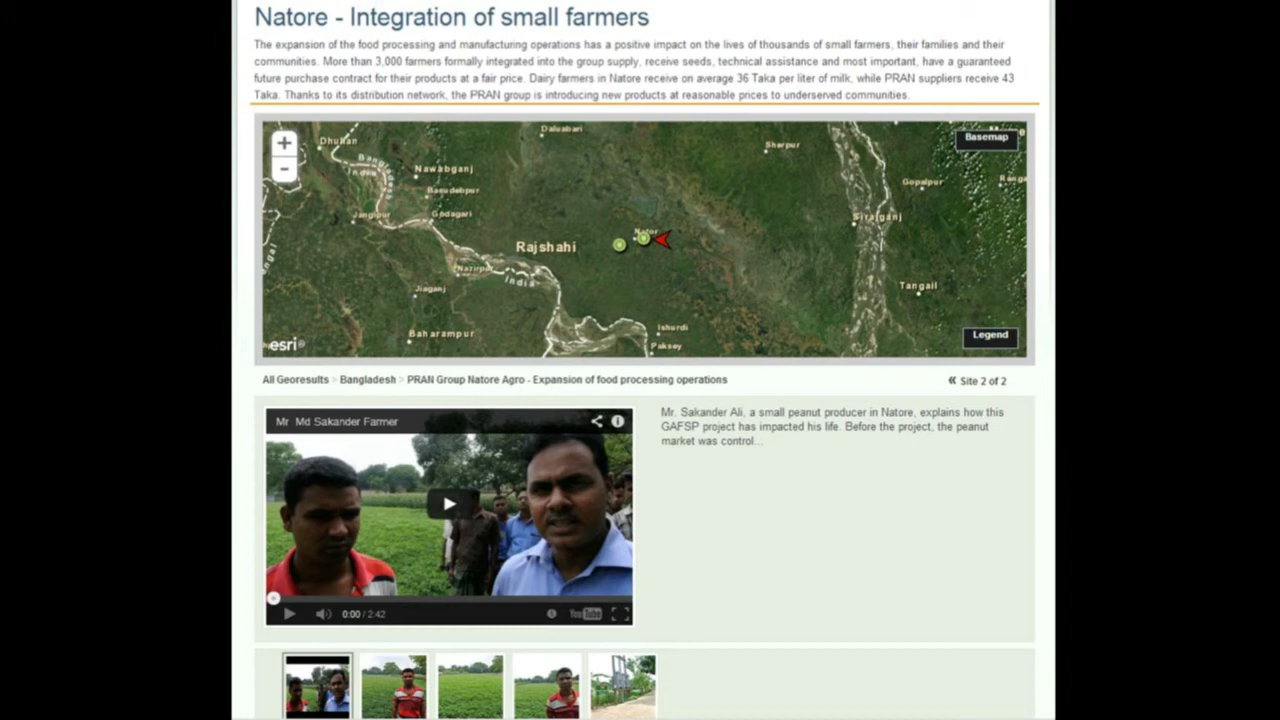 Natore - Integration of small farmers
The expansion of the food processing and manufacturing operations has a positive impact on the lives of thousands of small farmers, their families and their
communities. More than 3,000 farmers formally integrated into the group supply, receive seeds, technical assistance and most important, have a guaranteed
future purchase contract for their products at a fair price. Dairy farmers in Natore receive on average 36 Taka per liter of milk, while PRAN suppliers receive 43
Taka. Thanks to its distribution network, the PRAN group is introducing new products at reasonable prices to underserved communities.
+
-
Basemap
Dhulian
Daluabari
Sherpur
Bangl
India
Nawabganj
Basudebpur
Gopalpur
Rang
Jangipur
Godagari
Sirajganj
Rajshahi
Nator
ngal
Nazirpur
India
Jiaganj
Tangail
Baharampur
Ishurdi
Paksey
Legend
esri
All Georesults > Bangladesh > PRAN Group Natore Agro - Expansion of food processing operations
« Site 2 of 2
Mr Md Sakander Farmer
Mr. Sakander Ali, a small peanut producer in Natore, explains how this
GAFSP project has impacted his life. Before the project, the peanut
market was control...
0:00 / 2:42
YouTube